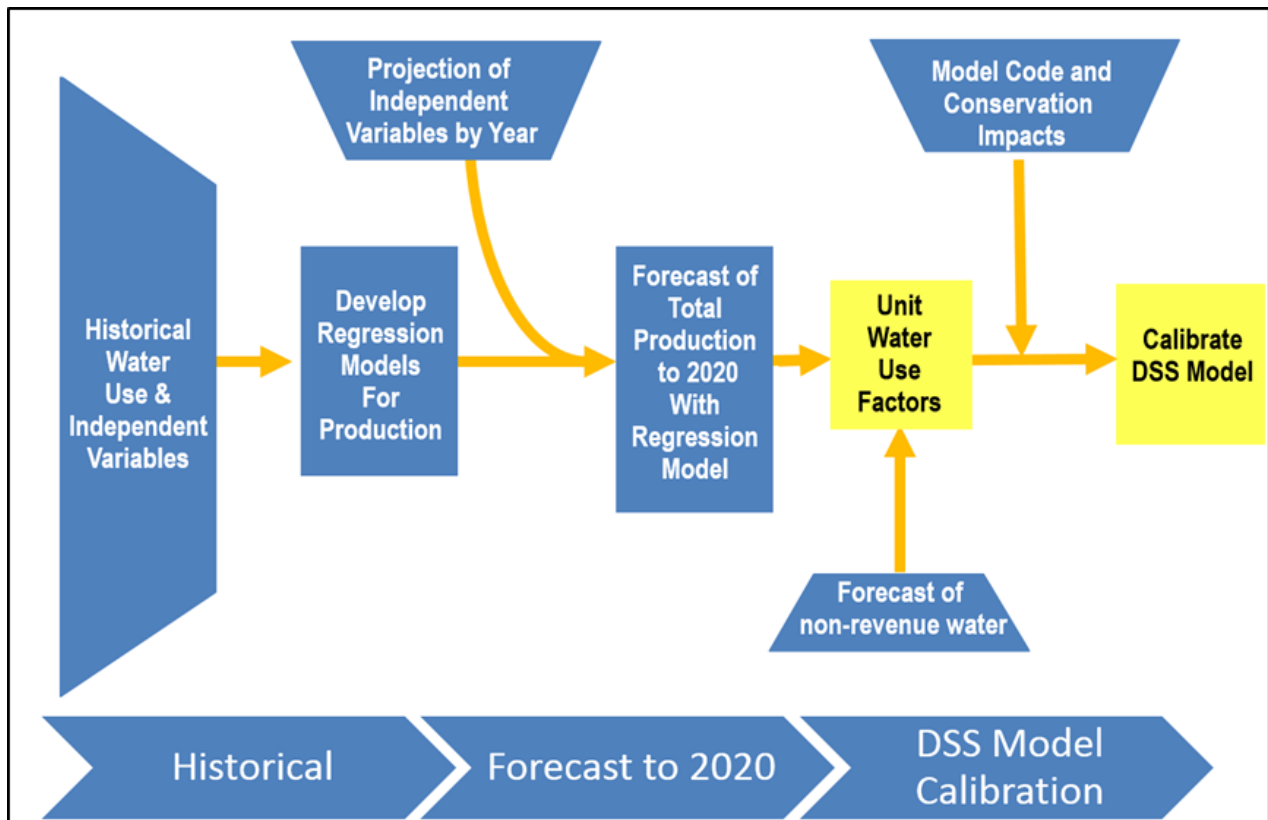 Projection of
Independent
Variables by Year
Model Code and
Conservation
Impacts
Historical
Water
Use &
Independent
Variables
Develop
Regression
Models
For
Production
Forecast of
Total
Production
to 2020
With
Regression
Model
Unit
Water
Use
Factors
Calibrate
DSS Model
Forecast of
non-revenue water
Historical
Forecast to 2020
DSS Model
Calibration